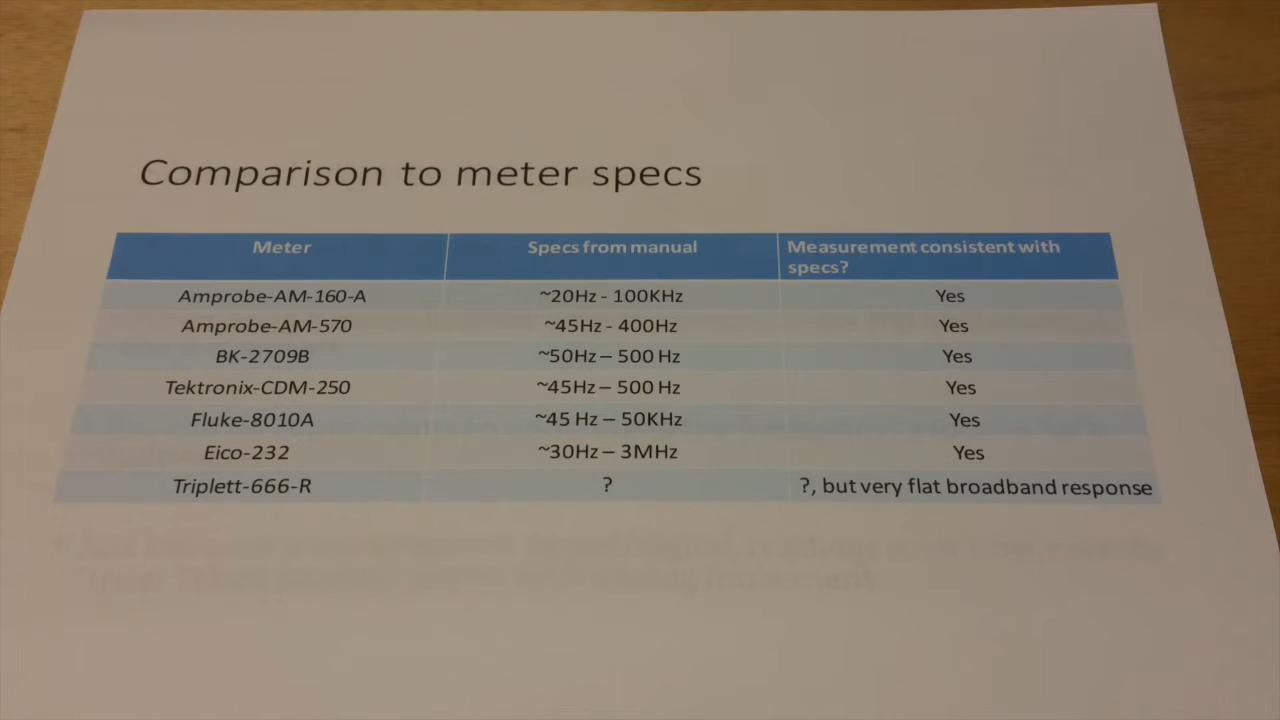 Comparison to meter specs
Meter Specs from manual Measurement consistent with
specs?
Amprobe-AM-160-A ~20Hz - 100KHz Yes
Amprobe-AM-570 ~45Hz - 400Hz Yes
BK-2709B ~50Hz – 500 Hz Yes
Tektronix-CDM-250 ~45Hz – 500 Hz Yes
Fluke-8010A ~45 Hz – 50KHz Yes
Eico-232 ~30Hz – 3MHz Yes
Triplett-666-R ? ?, but very flat broadband response